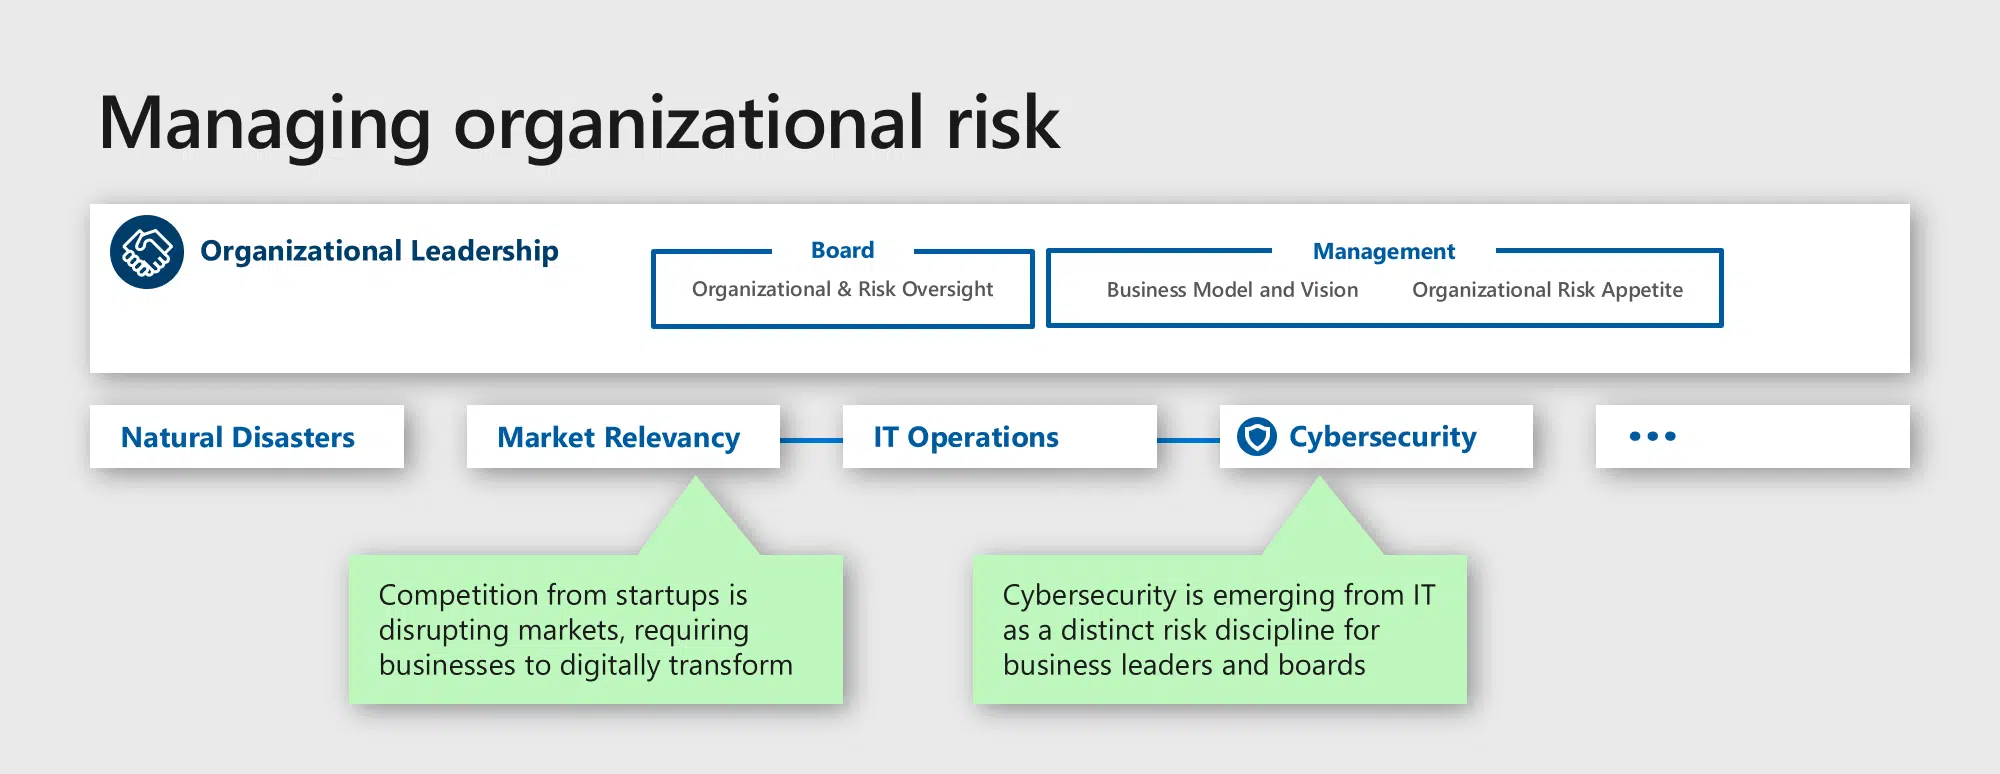 Managing organizational risk
Organizational Leadership
Board
Organizational & Risk Oversight
Management
Business Model and Vision
Organizational Risk Appetite
Natural Disasters
Market Relevancy
IT Operations
Cybersecurity
•••
Competition from startups is
disrupting markets, requiring
businesses to digitally transform
Cybersecurity is emerging from IT
as a distinct risk discipline for
business leaders and boards